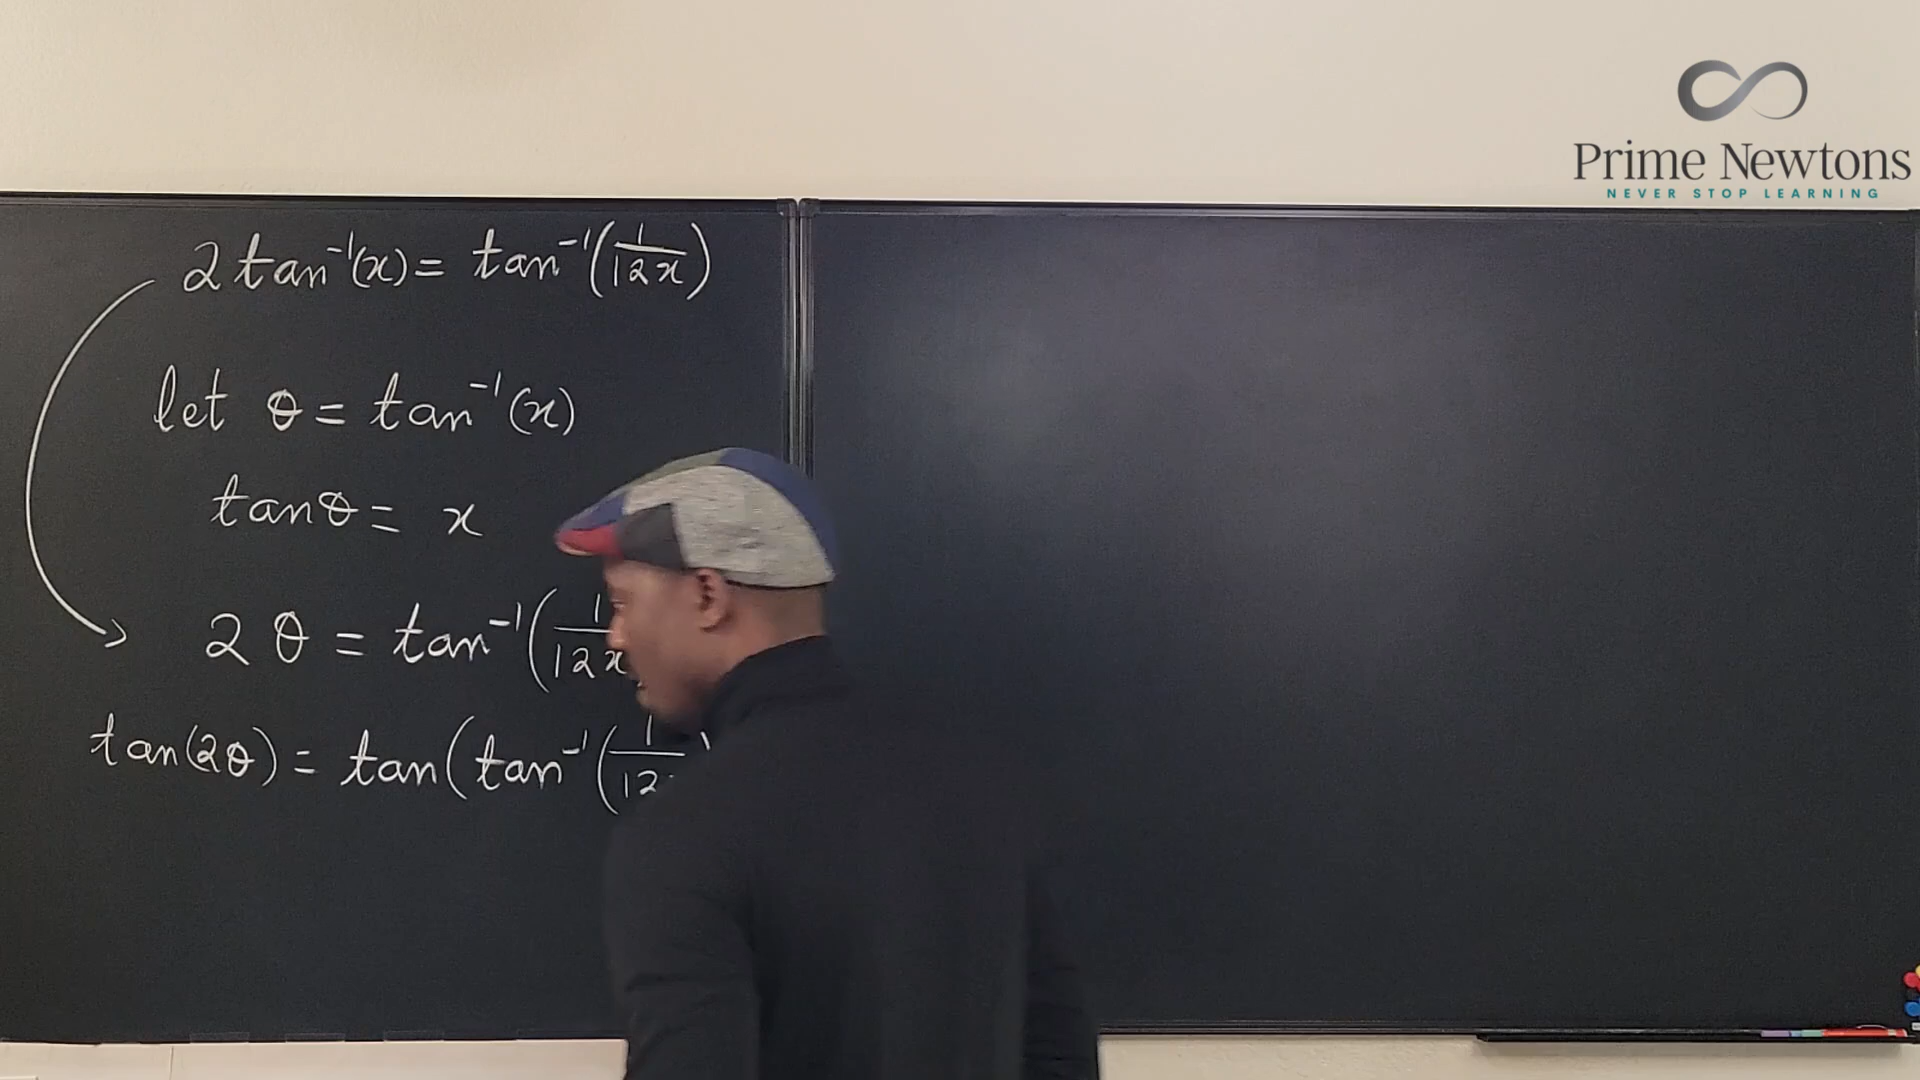 Prime Newtons
NEVER STOP LEARNING
2 tan⁻¹(x) = tan⁻¹(1/12x)
let θ = tan⁻¹(x)
tanθ = x
2 θ = tan⁻¹(1/12x
tan(2θ) = tan(tan⁻¹(1/12